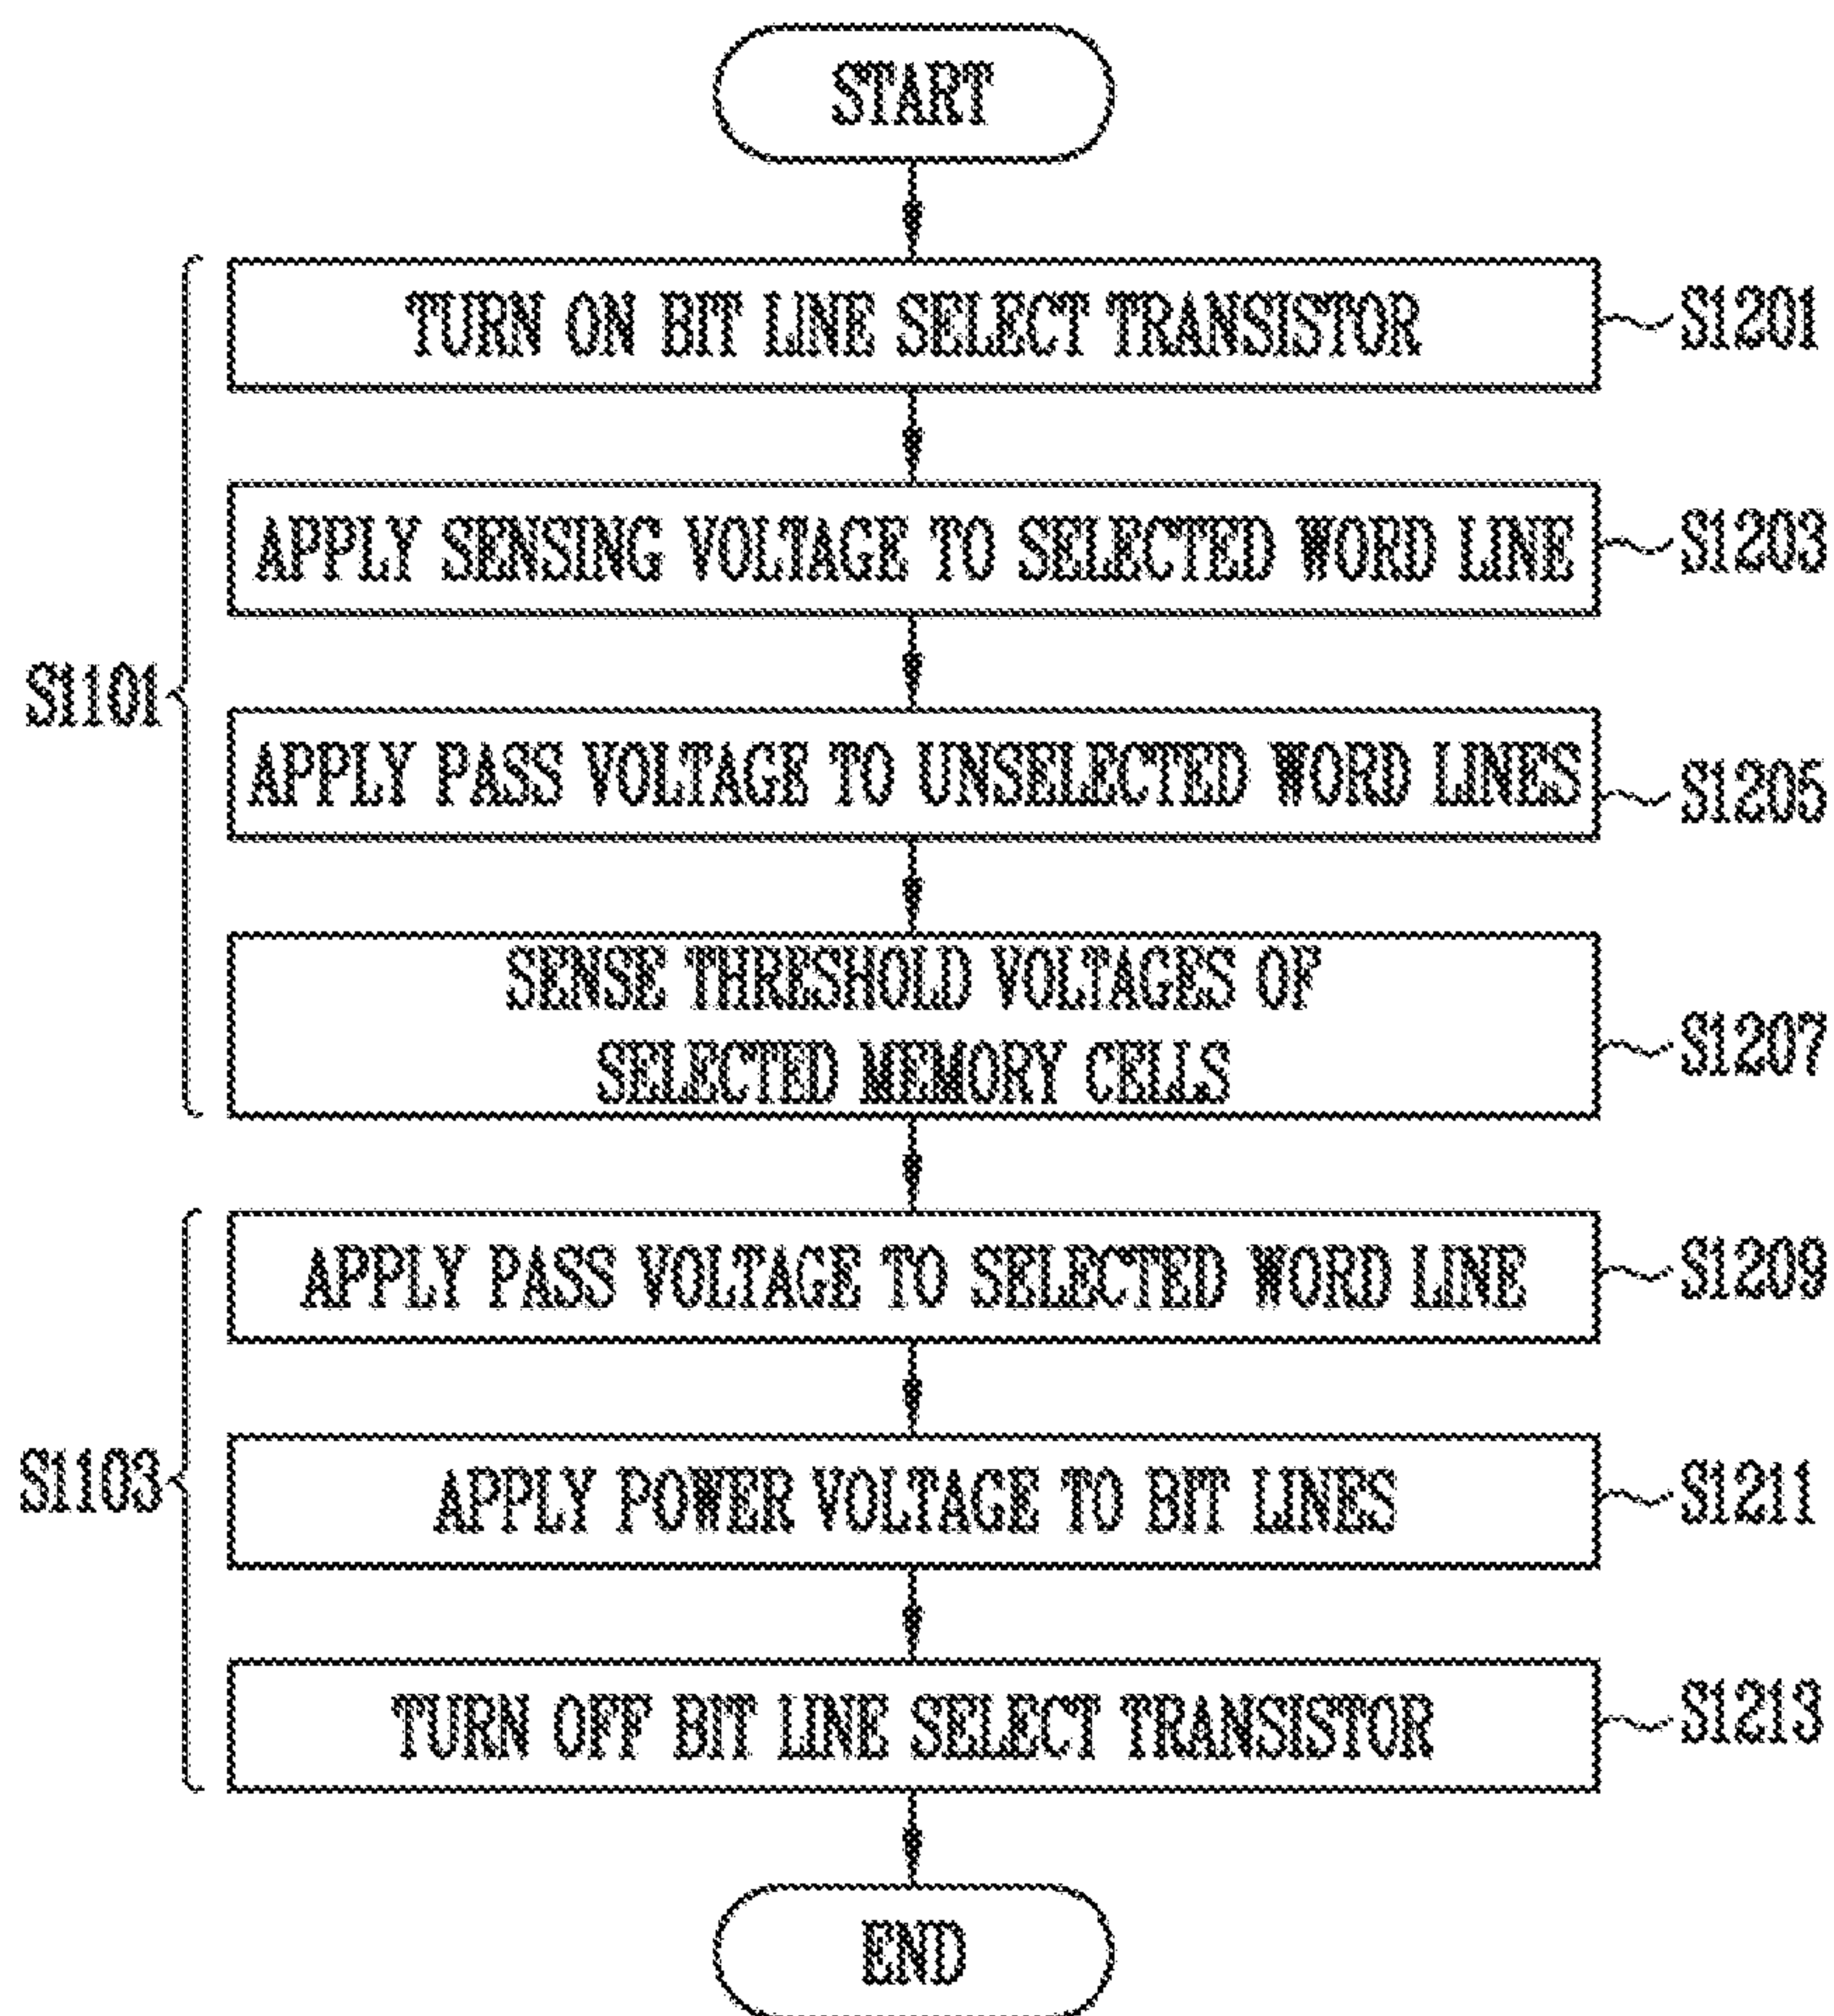 START
TURN ON BIT LINE SELECT TRANSISTOR
S1201
APPLY SENSING VOLTAGE TO SELECTED WORD LINE
S1203
S1101
APPLY PASS VOLTAGE TO UNSELECTED WORD LINES
S1205
SENSE THRESHOLD VOLTAGES OF
SELECTED MEMORY CELLS
S1207
APPLY PASS VOLTAGE TO SELECTED WORD LINE
S1209
S1103
APPLY POWER VOLTAGE TO BIT LINES
S1211
TURN OFF BIT LINE SELECT TRANSISTOR
S1213
END